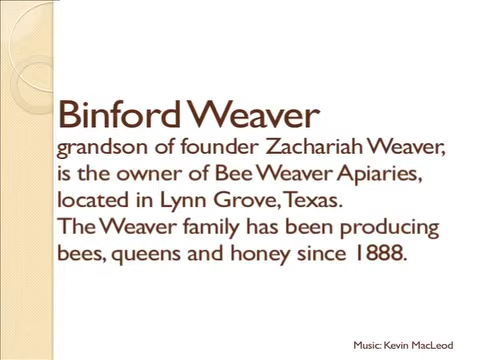 Binford Weaver
grandson of founder Zachariah Weaver,
is the owner of Bee Weaver Apiaries,
located in Lynn Grove, Texas.
The Weaver family has been producing
bees, queens and honey since 1888.
Music: Kevin MacLeod